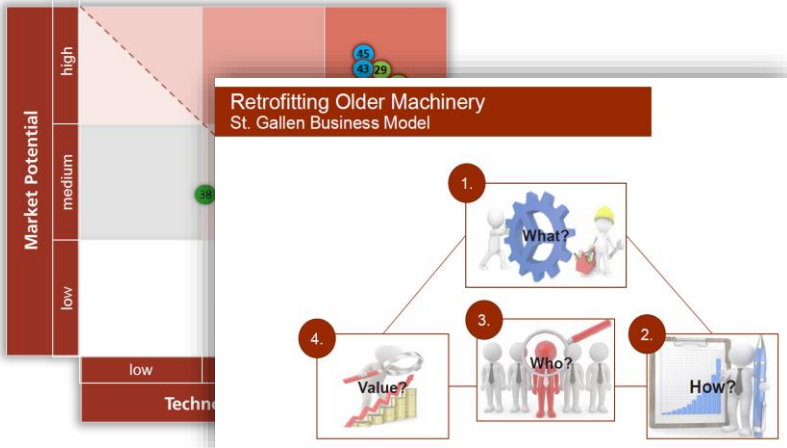 Market Potential
high
medium
low
45
43
29
38
low
Retrofitting Older Machinery
St. Gallen Business Model
1.
What?
4.
Value?
3.
Who?
2.
How?